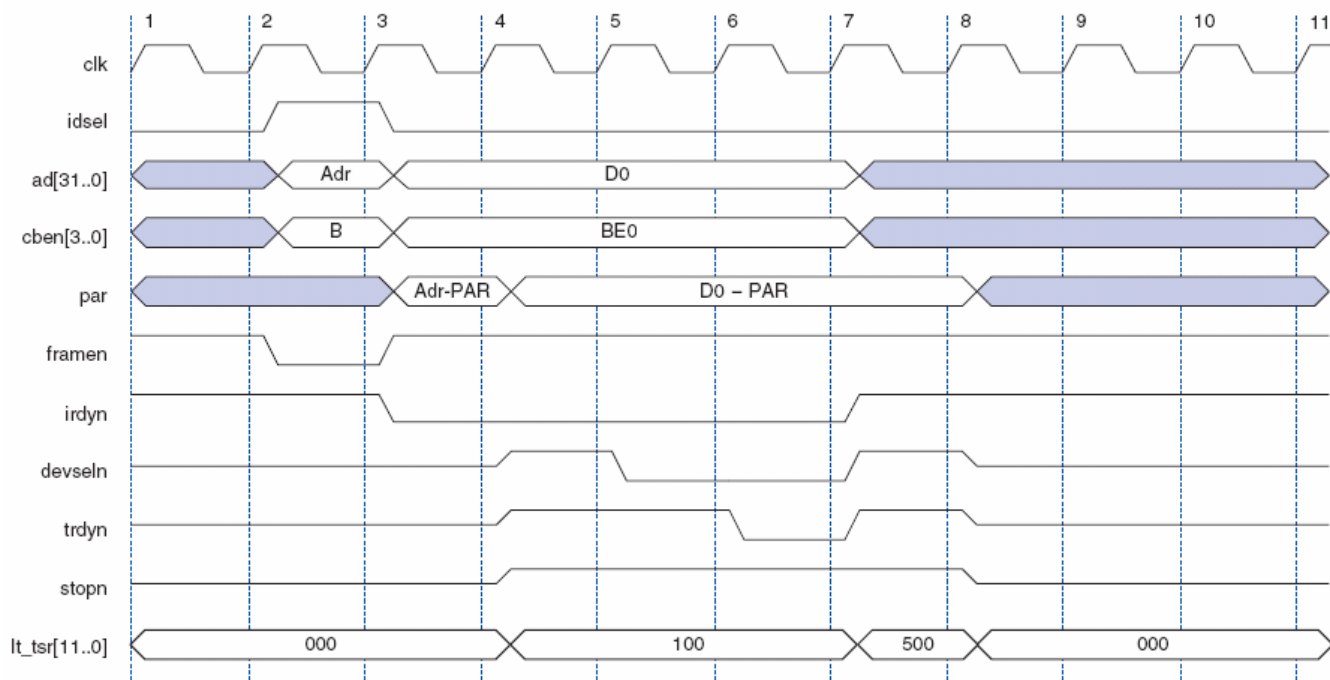 1 2 3 4 5 6 7 8 9 10 11
clk
idsel
ad[31..0] Adr D0
cben[3..0] B BE0
par Adr-PAR D0 – PAR
framen
irdyn
devseln
trdyn
stopn
lt_tsr[11..0] 000 100 500 000